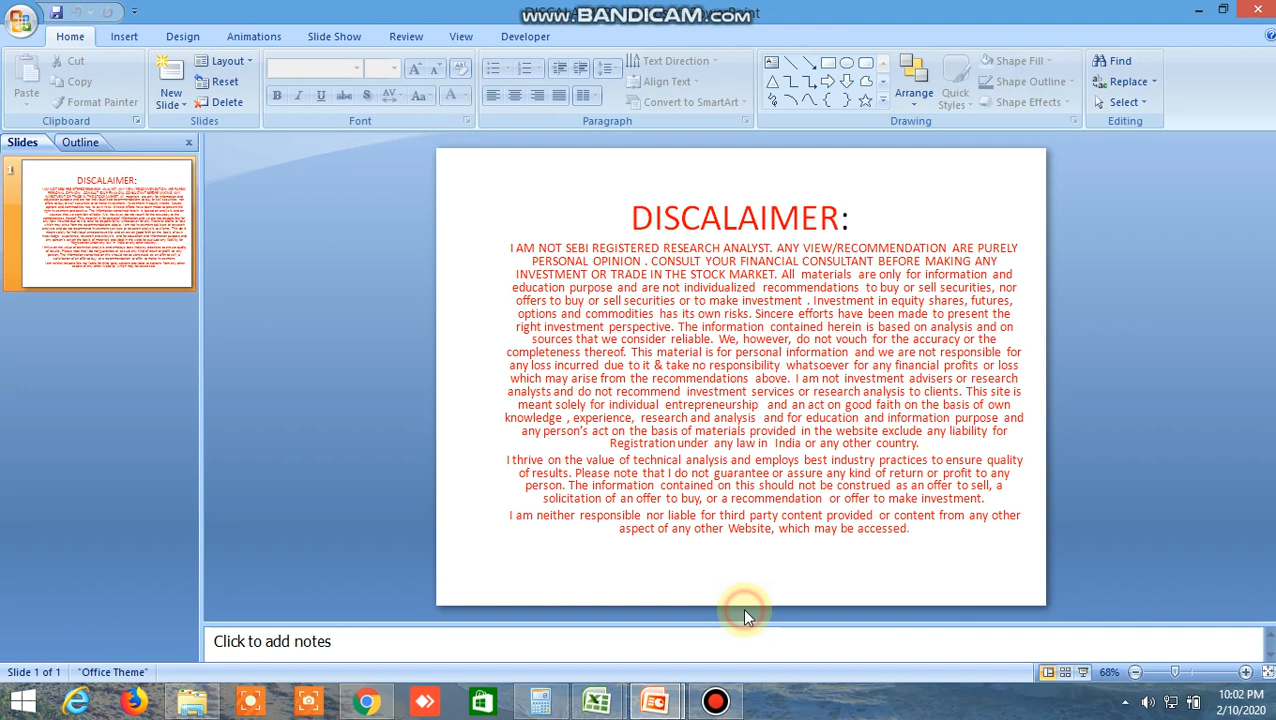 DISCALAIMER
www.BANDICAM.com
Home Insert Design Animations Slide Show Review View Developer
Paste
Cut
Copy
Format Painter
Clipboard
New Slide
Layout
Reset
Delete
Slides
B I U abc S AV Aa A
Font
Text Direction
Align Text
Convert to SmartArt
Paragraph
Arrange
Quick Styles
Shape Fill
Shape Outline
Shape Effects
Drawing
Find
Replace
Select
Editing
Slides Outline
1
DISCALAIMER:
I AM NOT SEBI REGISTERED RESEARCH ANALYST. ANY VIEW/RECOMMENDATION ARE PURELY
PERSONAL OPINION . CONSULT YOUR FINANCIAL CONSULTANT BEFORE MAKING ANY
INVESTMENT OR TRADE IN THE STOCK MARKET. All materials are only for information and
education purpose and are not individualized recommendations to buy or sell securities, nor
offers to buy or sell securities or to make investment . Investment in equity shares, futures,
options and commodities has its own risks. Sincere efforts have been made to present the
right investment perspective. The information contained herein is based on analysis and on
sources that we consider reliable. We, however, do not vouch for the accuracy or the
completeness thereof. This material is for personal information and we are not responsible for
any loss incurred due to it & take no responsibility whatsoever for any financial profits or loss
which may arise from the recommendations above. I am not investment advisers or research
analysts and do not recommend investment services or research analysis to clients. This site is
meant solely for individual entrepreneurship and an act on good faith on the basis of own
knowledge , experience, research and analysis and for education and information purpose and
any person's act on the basis of materials provided in the website exclude any liability for
Registration under any law in India or any other country.
I thrive on the value of technical analysis and employs best industry practices to ensure quality
of results. Please note that I do not guarantee or assure any kind of return or profit to any
person. The information contained on this should not be construed as an offer to sell, a
solicitation of an offer to buy, or a recommendation or offer to make investment.
I am neither responsible nor liable for third party content provided or content from any other
aspect of any other Website, which may be accessed.
Click to add notes
Slide 1 of 1 "Office Theme" 68%
10:02 PM
2/10/2020